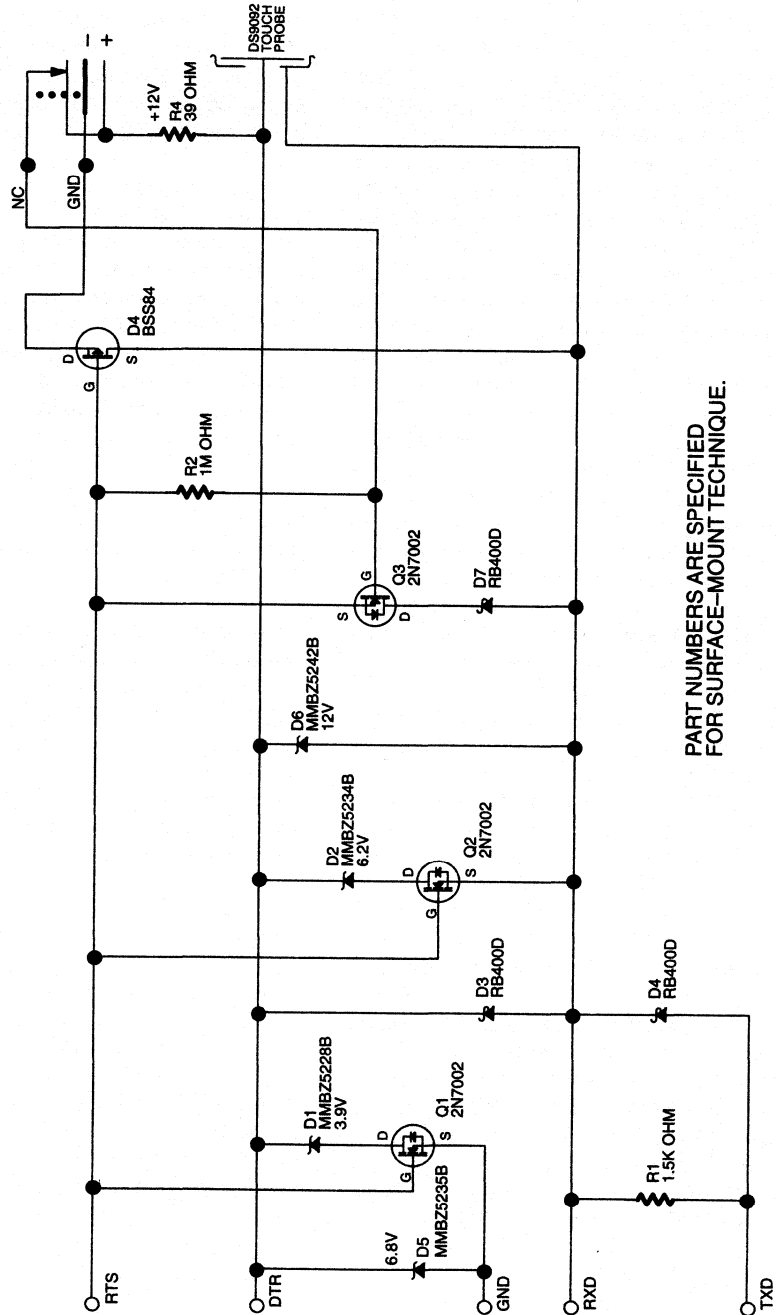 NC
GND
–
+
+12V
R4
39 OHM
DS9092
TOUCH
PROBE
D
G
S
D4
BSS84
R2
1M OHM
S
G
D
Q3
2N7002
D7
RB400D
D6
MMBZ5242B
12V
D2
MMBZ5234B
6.2V
D
G
S
Q2
2N7002
D3
RB400D
D4
RB400D
D1
MMBZ5228B
3.9V
D
G
S
Q1
2N7002
6.8V
D5
MMBZ5235B
R1
1.5K OHM
RTS
DTR
GND
RXD
TXD
PART NUMBERS ARE SPECIFIED
FOR SURFACE–MOUNT TECHNIQUE.